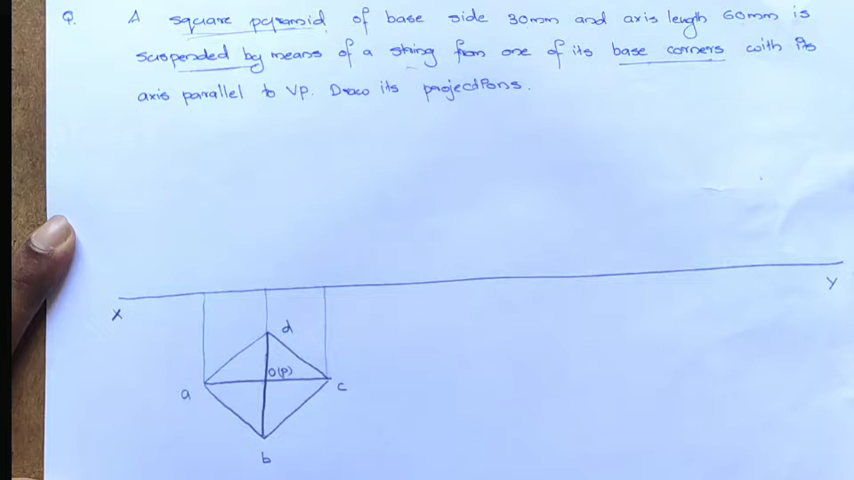 Q. A square pyramid of base side 30mm and axis length 60mm is
suspended by means of a string from one of its base corners with its
axis parallel to VP. Draw its projections.
X
Y
d
o(p)
a
c
b